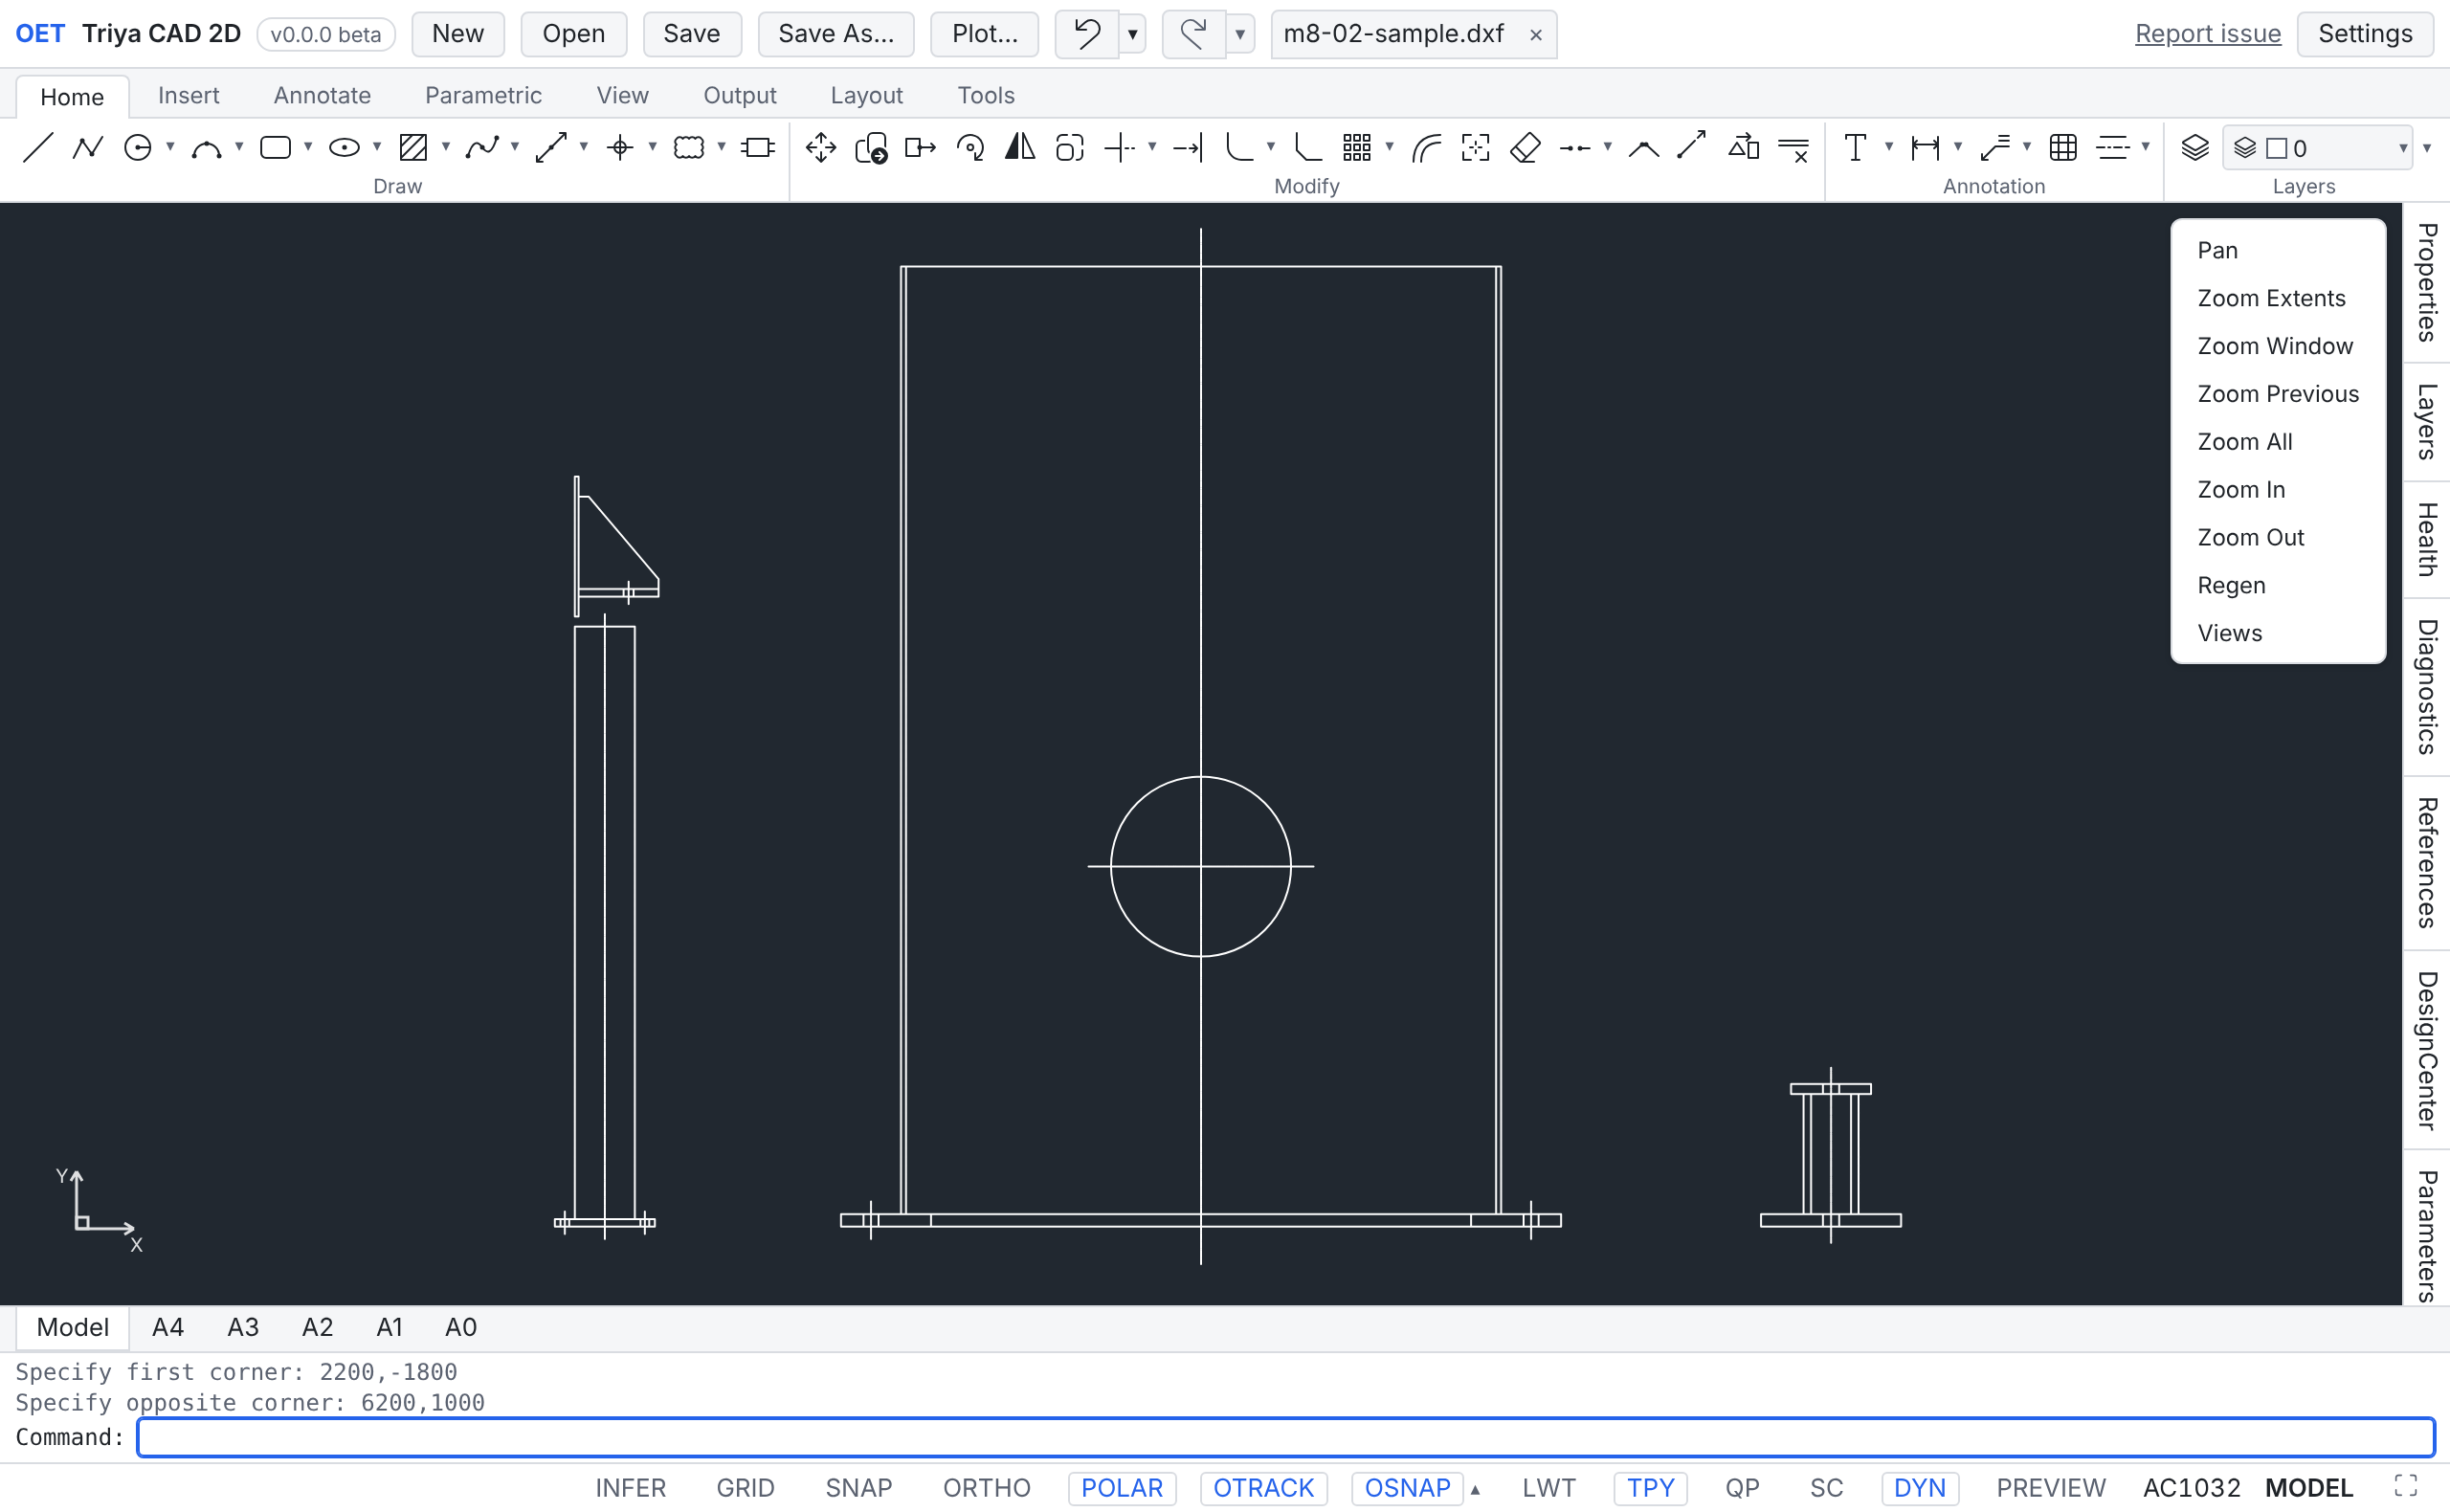 OET Triya CAD 2D v0.0.0 beta New Open Save Save As... Plot... m8-02-sample.dxf × Report issue Settings
Home Insert Annotate Parametric View Output Layout Tools
0
Draw Modify Annotation Layers
Pan
Zoom Extents
Zoom Window
Zoom Previous
Zoom All
Zoom In
Zoom Out
Regen
Views
Properties
Layers
Health
Diagnostics
References
DesignCenter
Parameters
Y
X
Model A4 A3 A2 A1 A0
Specify first corner: 2200,-1800
Specify opposite corner: 6200,1000
Command:
INFER GRID SNAP ORTHO POLAR OTRACK OSNAP LWT TPY QP SC DYN PREVIEW AC1032 MODEL